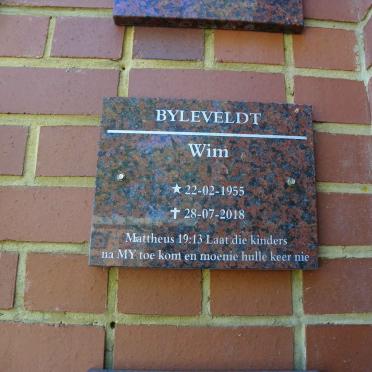 BYLEVELDT
Wim
★ 22-02-1955
✝ 28-07-2018
Mattheus 19:13 Laat die kinders
na MY toe kom en moenie hulle keer nie